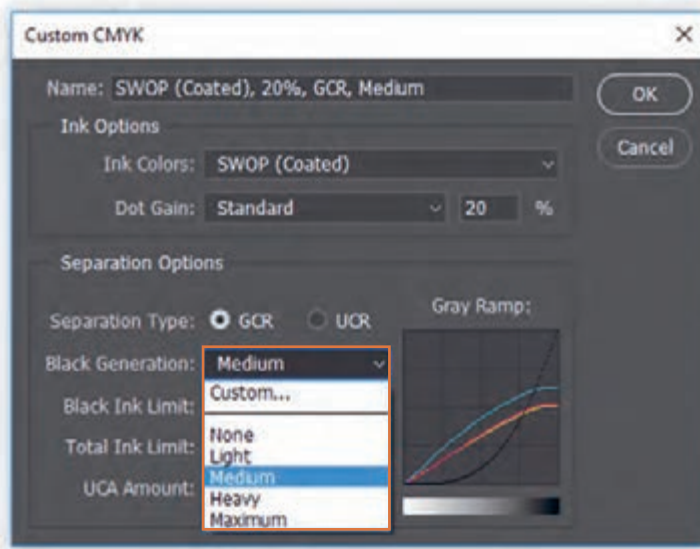 Custom CMYK
Name: SWOP (Coated), 20%, GCR, Medium
OK
Ink Options
Cancel
Ink Colors: SWOP (Coated)
Dot Gain: Standard 20 %
Separation Options
Gray Ramp:
Separation Type: GCR UCR
Black Generation: Medium
Custom...
Black Ink Limit:
None
Total Ink Limit:
Light
Medium
UCA Amount:
Heavy
Maximum